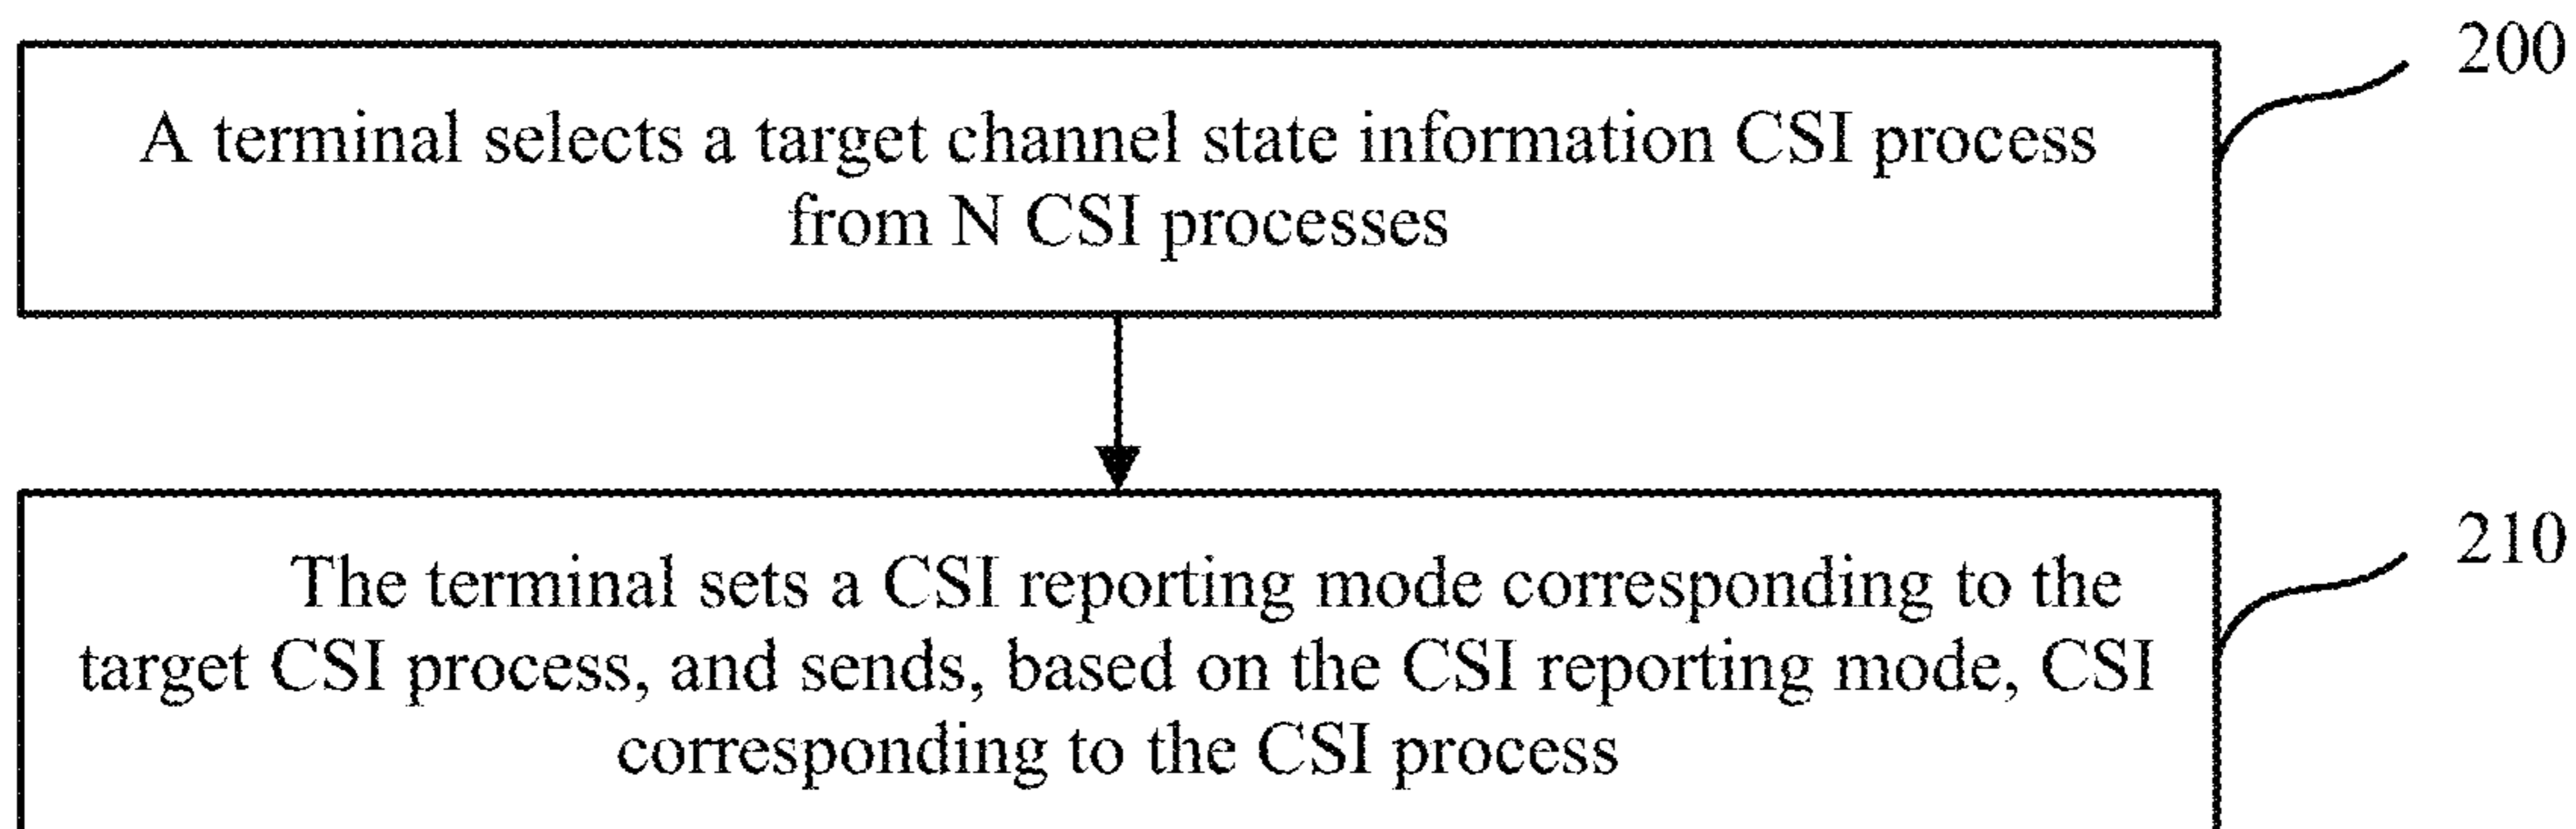 200
A terminal selects a target channel state information CSI process
from N CSI processes
210
The terminal sets a CSI reporting mode corresponding to the
target CSI process, and sends, based on the CSI reporting mode, CSI
corresponding to the CSI process